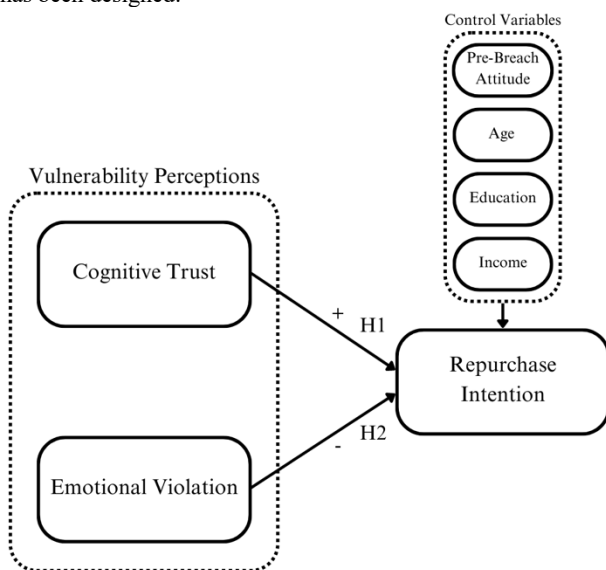 has been designed.
Control Variables
Pre-Breach
Attitude
Age
Education
Income
Vulnerability Perceptions
Cognitive Trust
Emotional Violation
+
H1
-
H2
Repurchase
Intention